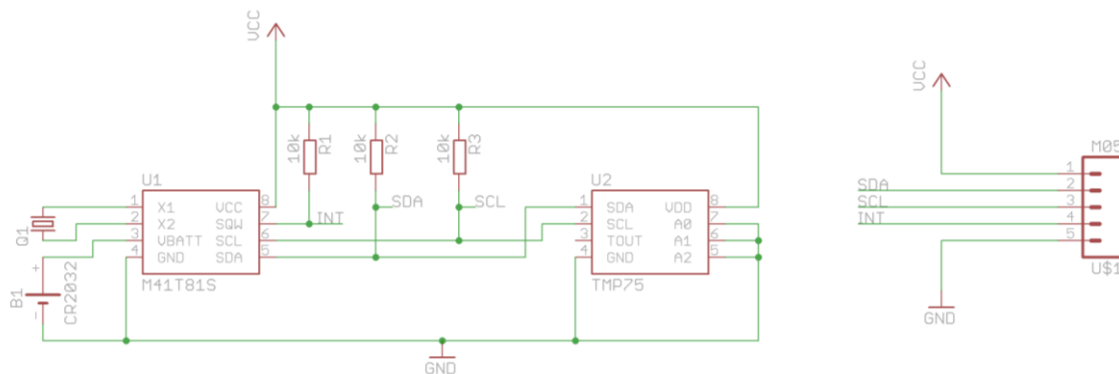 VCC
10k
R1
10k
R2
10k
R3
U1
1 X1 VCC 8
2 X2 SQW 7
3 VBATT SCL 6
4 GND SDA 5
M41T81S
INT
SDA
SCL
Q1
+
B1
CR2032
-
GND
U2
1 SDA VDD 8
2 SCL A0 7
3 TOUT A1 6
4 GND A2 5
TMP75
VCC
M05
SDA
SCL
INT
1
2
3
4
5
U$1
GND